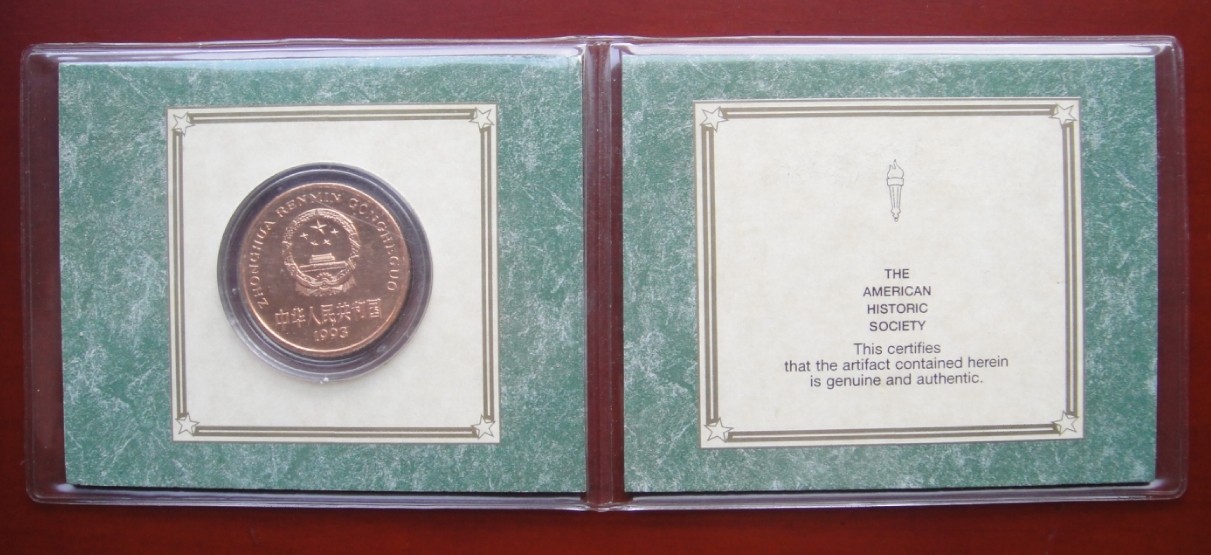 ZHONGHUA RENMIN GONGHEGUO
中华人民共和国
1993
THE
AMERICAN
HISTORIC
SOCIETY
This certifies
that the artifact contained herein
is genuine and authentic.